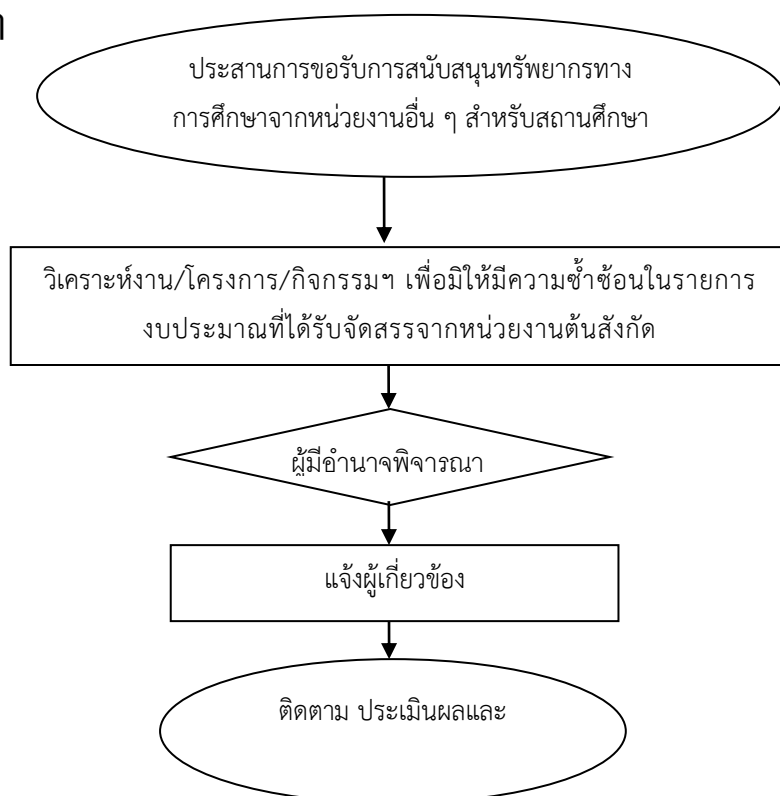 ประสานการขอรับการสนับสนุนทรัพยากรทาง
การศึกษาจากหน่วยงานอื่น ๆ สำหรับสถานศึกษา
วิเคราะห์งาน/โครงการ/กิจกรรมฯ เพื่อมิให้มีความซ้ำซ้อนในรายการ
งบประมาณที่ได้รับจัดสรรจากหน่วยงานต้นสังกัด
ผู้มีอำนาจพิจารณา
แจ้งผู้เกี่ยวข้อง
ติดตาม ประเมินผลและ